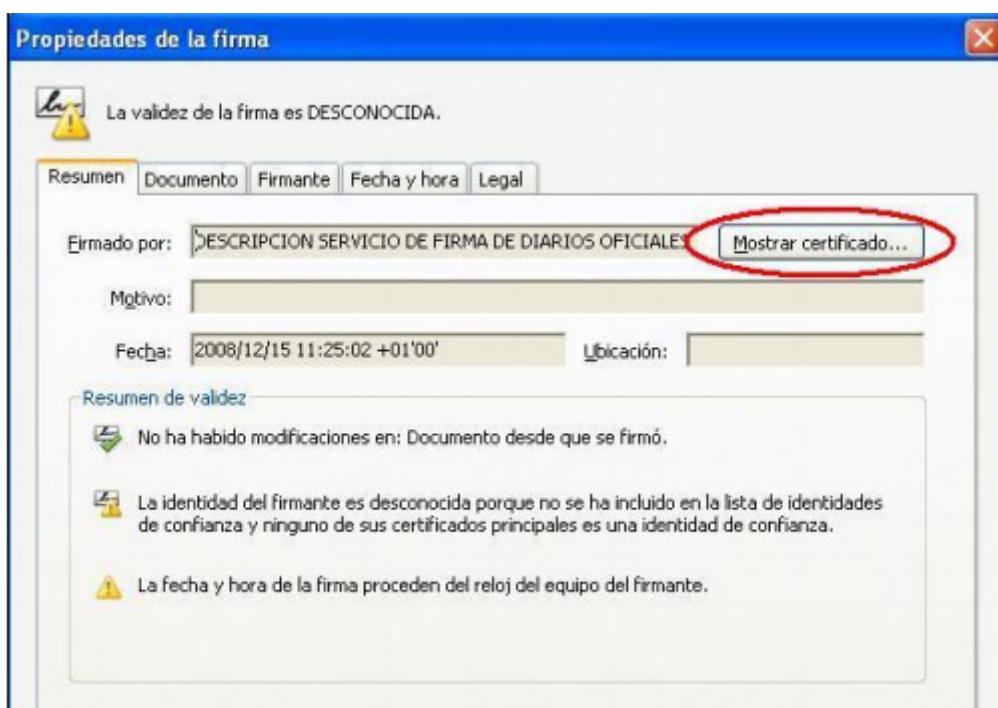 Propiedades de la firma
La validez de la firma es DESCONOCIDA.
Resumen Documento Firmante Fecha y hora Legal
Firmado por: DESCRIPCION SERVICIO DE FIRMA DE DIARIOS OFICIALES Mostrar certificado...
Motivo:
Fecha: 2008/12/15 11:25:02 +01'00' Ubicación:
Resumen de validez
No ha habido modificaciones en: Documento desde que se firmó.
La identidad del firmante es desconocida porque no se ha incluido en la lista de identidades
de confianza y ninguno de sus certificados principales es una identidad de confianza.
La fecha y hora de la firma proceden del reloj del equipo del firmante.